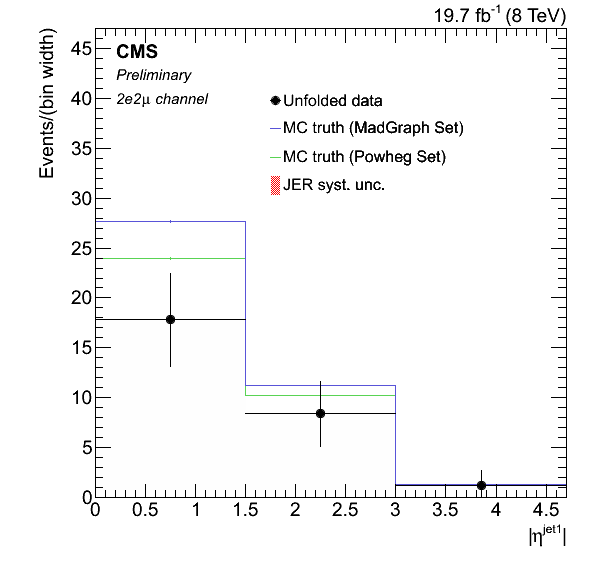 19.7 fb⁻¹ (8 TeV)
Events/(bin width)
CMS
Preliminary
2e2μ channel
Unfolded data
MC truth (MadGraph Set)
MC truth (Powheg Set)
JER syst. unc.
45
40
35
30
25
20
15
10
5
0
0 0.5 1 1.5 2 2.5 3 3.5 4 4.5
|η^jet1|